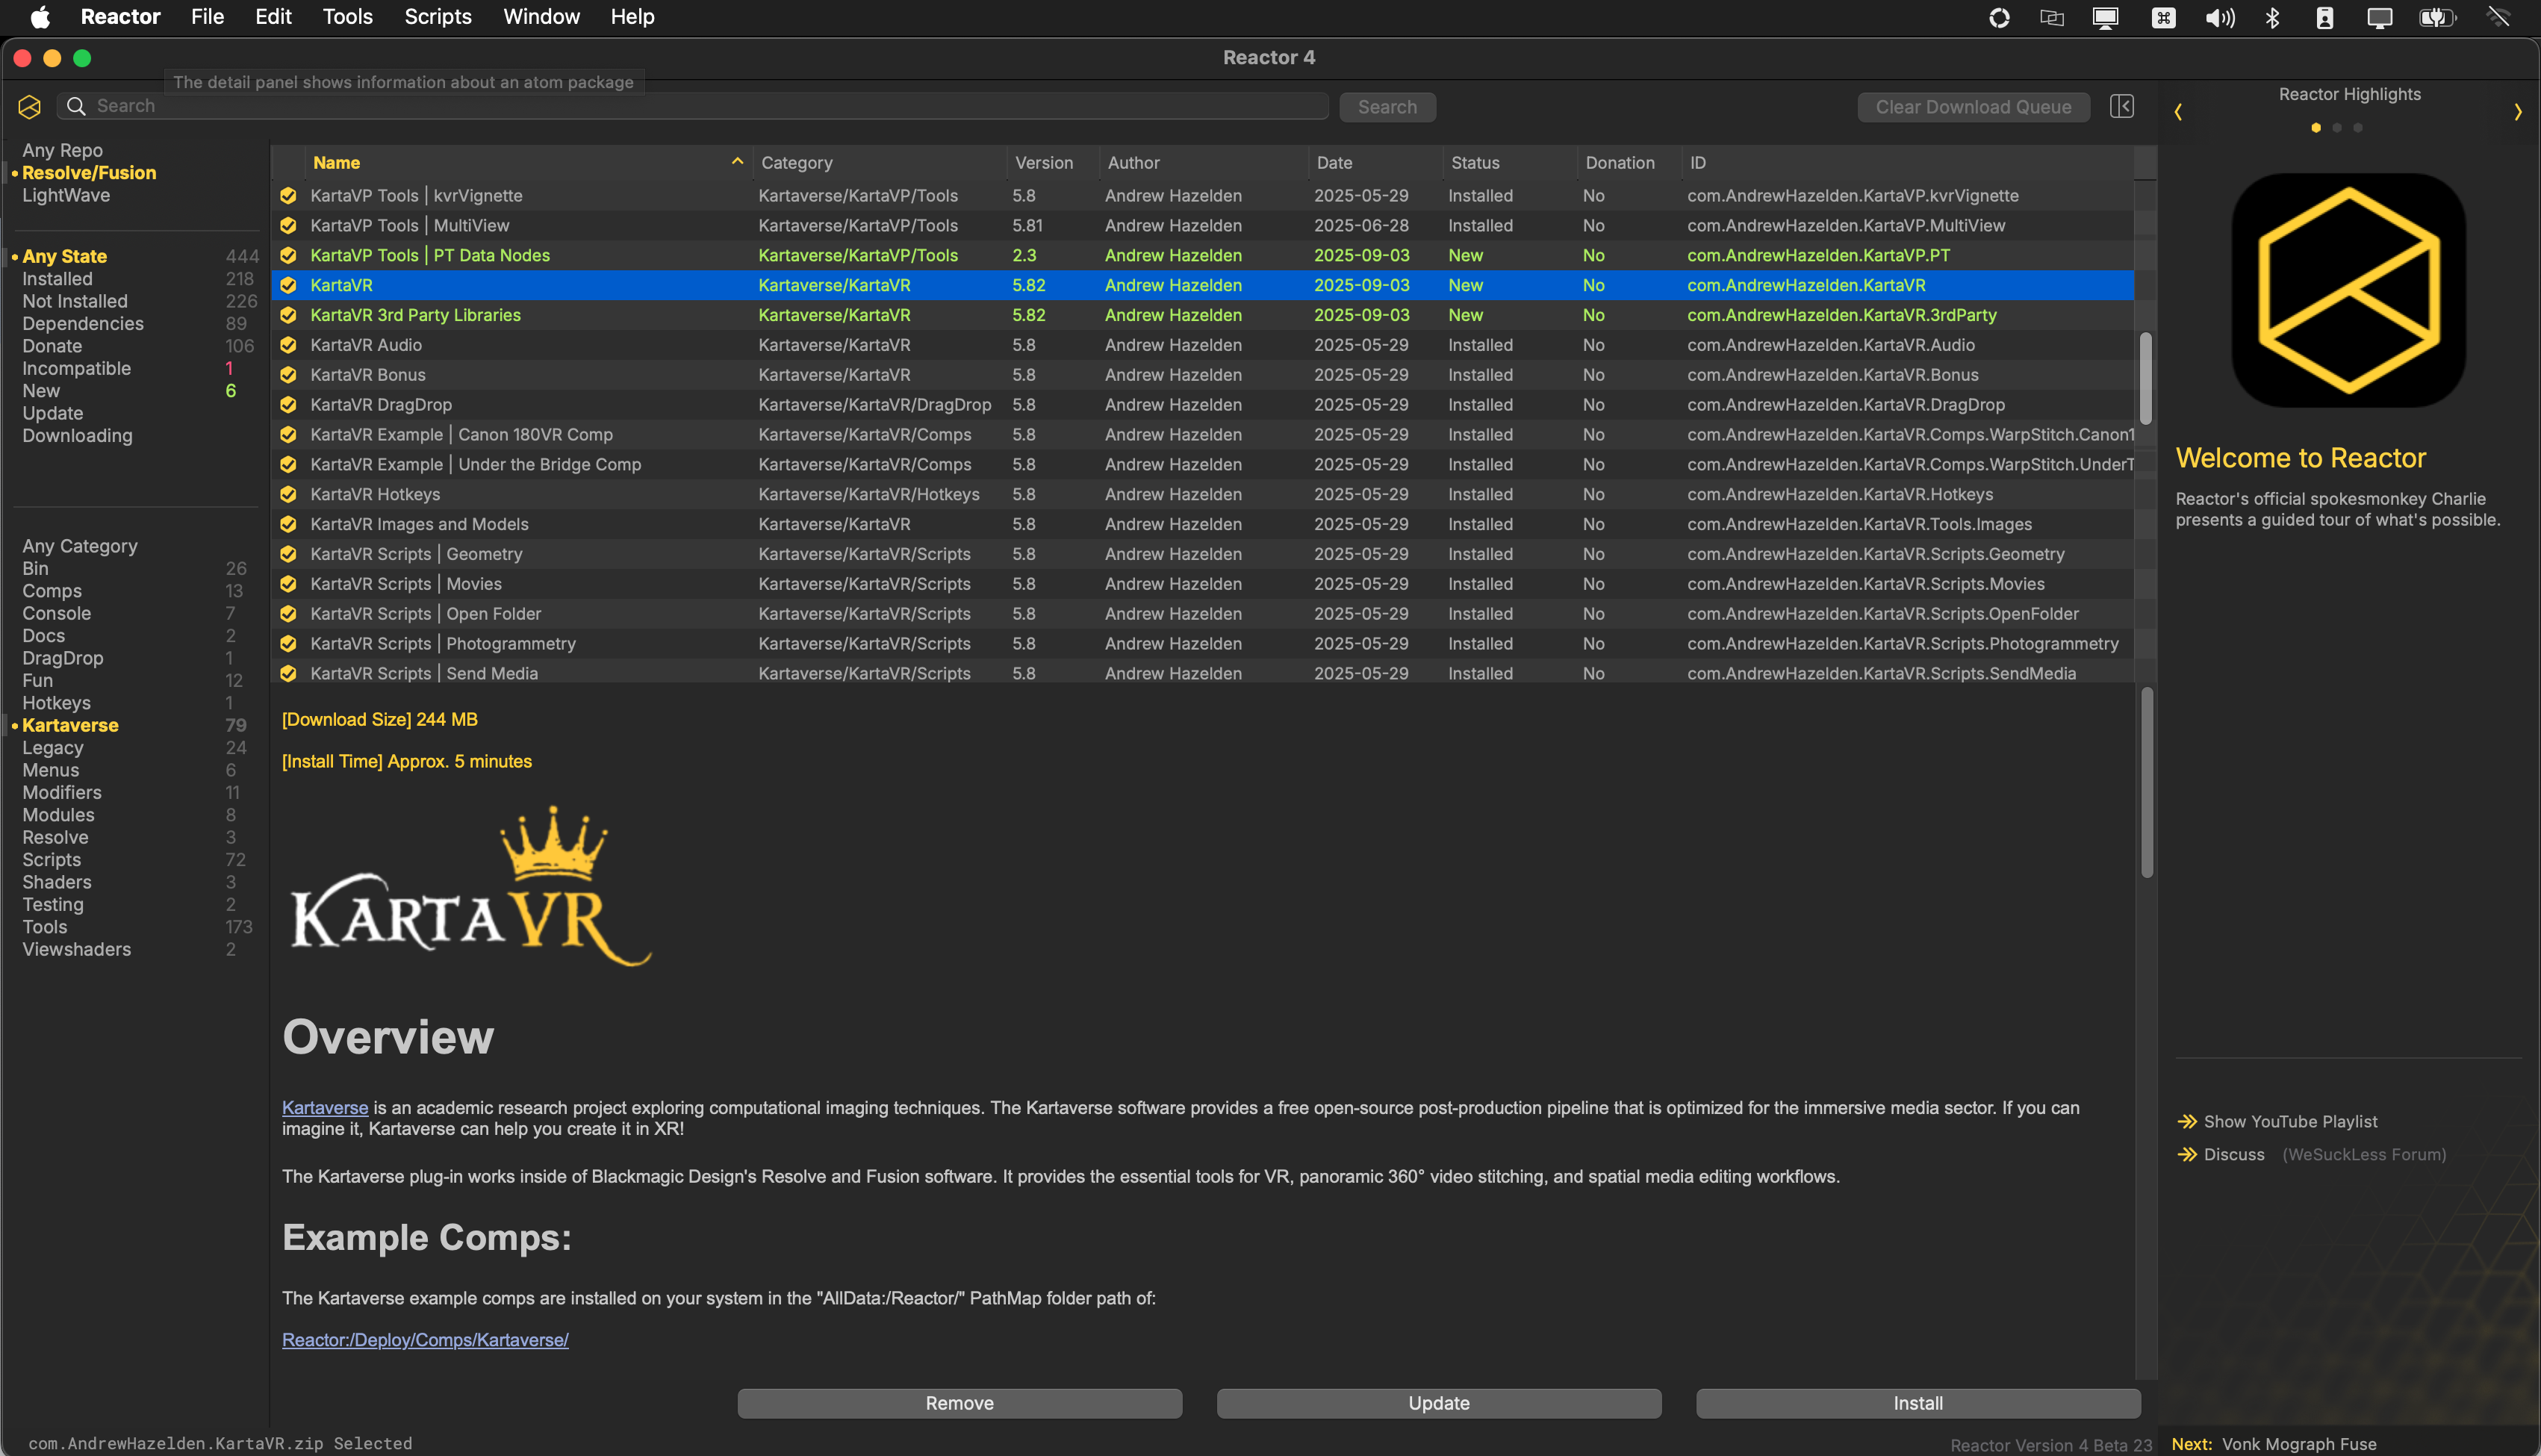 Reactor File Edit Tools Scripts Window Help
Reactor 4
The detail panel shows information about an atom package
Search
Search
Clear Download Queue
Reactor Highlights
Any Repo
Resolve/Fusion
LightWave
Any State 444
Installed 218
Not Installed 226
Dependencies 89
Donate 106
Incompatible 1
New 6
Update
Downloading
Any Category
Bin 26
Comps 13
Console 7
Docs 2
DragDrop 1
Fun 12
Hotkeys 1
Kartaverse 79
Legacy 24
Menus 6
Modifiers 11
Modules 8
Resolve 3
Scripts 72
Shaders 3
Testing 2
Tools 173
Viewshaders 2
Name Category Version Author Date Status Donation ID
KartaVP Tools | kvrVignette Kartaverse/KartaVP/Tools 5.8 Andrew Hazelden 2025-05-29 Installed No com.AndrewHazelden.KartaVP.kvrVignette
KartaVP Tools | MultiView Kartaverse/KartaVP/Tools 5.81 Andrew Hazelden 2025-06-28 Installed No com.AndrewHazelden.KartaVP.MultiView
KartaVP Tools | PT Data Nodes Kartaverse/KartaVP/Tools 2.3 Andrew Hazelden 2025-09-03 New No com.AndrewHazelden.KartaVP.PT
KartaVR Kartaverse/KartaVR 5.82 Andrew Hazelden 2025-09-03 New No com.AndrewHazelden.KartaVR
KartaVR 3rd Party Libraries Kartaverse/KartaVR 5.82 Andrew Hazelden 2025-09-03 New No com.AndrewHazelden.KartaVR.3rdParty
KartaVR Audio Kartaverse/KartaVR 5.8 Andrew Hazelden 2025-05-29 Installed No com.AndrewHazelden.KartaVR.Audio
KartaVR Bonus Kartaverse/KartaVR 5.8 Andrew Hazelden 2025-05-29 Installed No com.AndrewHazelden.KartaVR.Bonus
KartaVR DragDrop Kartaverse/KartaVR/DragDrop 5.8 Andrew Hazelden 2025-05-29 Installed No com.AndrewHazelden.KartaVR.DragDrop
KartaVR Example | Canon 180VR Comp Kartaverse/KartaVR/Comps 5.8 Andrew Hazelden 2025-05-29 Installed No com.AndrewHazelden.KartaVR.Comps.WarpStitch.Canon1
KartaVR Example | Under the Bridge Comp Kartaverse/KartaVR/Comps 5.8 Andrew Hazelden 2025-05-29 Installed No com.AndrewHazelden.KartaVR.Comps.WarpStitch.UnderT
KartaVR Hotkeys Kartaverse/KartaVR/Hotkeys 5.8 Andrew Hazelden 2025-05-29 Installed No com.AndrewHazelden.KartaVR.Hotkeys
KartaVR Images and Models Kartaverse/KartaVR 5.8 Andrew Hazelden 2025-05-29 Installed No com.AndrewHazelden.KartaVR.Tools.Images
KartaVR Scripts | Geometry Kartaverse/KartaVR/Scripts 5.8 Andrew Hazelden 2025-05-29 Installed No com.AndrewHazelden.KartaVR.Scripts.Geometry
KartaVR Scripts | Movies Kartaverse/KartaVR/Scripts 5.8 Andrew Hazelden 2025-05-29 Installed No com.AndrewHazelden.KartaVR.Scripts.Movies
KartaVR Scripts | Open Folder Kartaverse/KartaVR/Scripts 5.8 Andrew Hazelden 2025-05-29 Installed No com.AndrewHazelden.KartaVR.Scripts.OpenFolder
KartaVR Scripts | Photogrammetry Kartaverse/KartaVR/Scripts 5.8 Andrew Hazelden 2025-05-29 Installed No com.AndrewHazelden.KartaVR.Scripts.Photogrammetry
KartaVR Scripts | Send Media Kartaverse/KartaVR/Scripts 5.8 Andrew Hazelden 2025-05-29 Installed No com.AndrewHazelden.KartaVR.Scripts.SendMedia
[Download Size] 244 MB
[Install Time] Approx. 5 minutes
KARTAVR
Overview
Kartaverse is an academic research project exploring computational imaging techniques. The Kartaverse software provides a free open-source post-production pipeline that is optimized for the immersive media sector. If you can
imagine it, Kartaverse can help you create it in XR!
The Kartaverse plug-in works inside of Blackmagic Design's Resolve and Fusion software. It provides the essential tools for VR, panoramic 360° video stitching, and spatial media editing workflows.
Example Comps:
The Kartaverse example comps are installed on your system in the "AllData:/Reactor/" PathMap folder path of:
Reactor:/Deploy/Comps/Kartaverse/
Remove
Update
Install
Welcome to Reactor
Reactor's official spokesmonkey Charlie
presents a guided tour of what's possible.
Show YouTube Playlist
Discuss (WeSuckLess Forum)
com.AndrewHazelden.KartaVR.zip Selected
Reactor Version 4 Beta 23
Next: Vonk Mograph Fuse